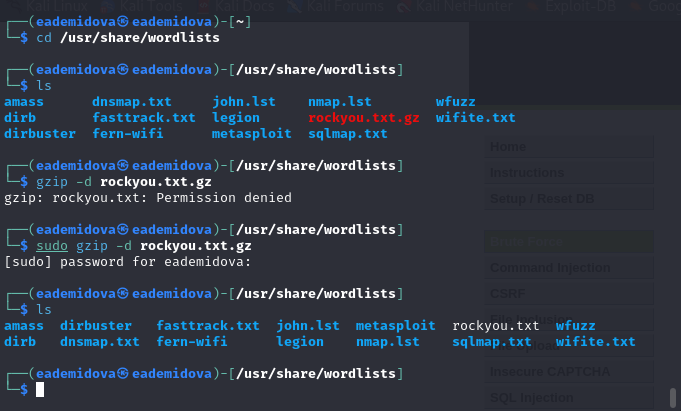 Kali Linux Kali Tools Kali Docs Kali Forums Kali NetHunter Exploit-DB
┌──(eademidova㉿eademidova)-[~]
└─$ cd /usr/share/wordlists
┌──(eademidova㉿eademidova)-[/usr/share/wordlists]
└─$ ls
amass dnsmap.txt john.lst nmap.lst wfuzz
dirb fasttrack.txt legion rockyou.txt.gz wifite.txt
dirbuster fern-wifi metasploit sqlmap.txt
┌──(eademidova㉿eademidova)-[/usr/share/wordlists]
└─$ gzip -d rockyou.txt.gz
gzip: rockyou.txt: Permission denied
┌──(eademidova㉿eademidova)-[/usr/share/wordlists]
└─$ sudo gzip -d rockyou.txt.gz
[sudo] password for eademidova:
┌──(eademidova㉿eademidova)-[/usr/share/wordlists]
└─$ ls
amass dirbuster fasttrack.txt john.lst metasploit rockyou.txt wfuzz
dirb dnsmap.txt fern-wifi legion nmap.lst sqlmap.txt wifite.txt
┌──(eademidova㉿eademidova)-[/usr/share/wordlists]
└─$
Home
Instructions
Setup / Reset DB
Brute Force
Command Injection
CSRF
File Inclusion
Insecure CAPTCHA
SQL Injection